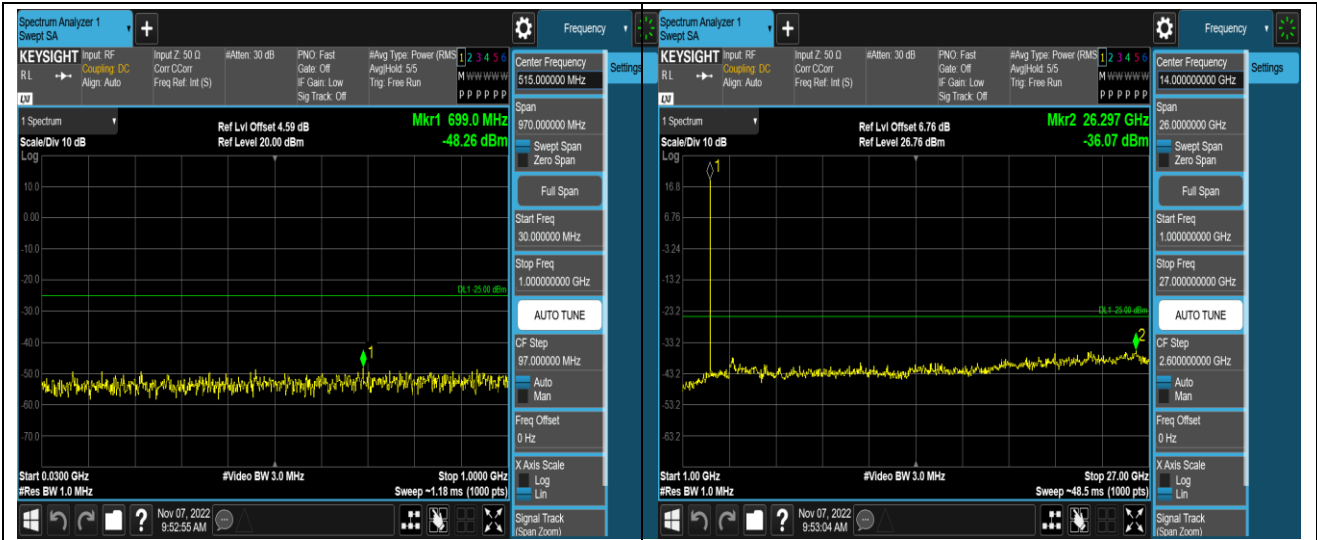 Spectrum Analyzer 1
Swept SA
+
Frequency
KEYSIGHT
RL
LXI
Input: RF
Coupling: DC
Align: Auto
Input Z: 50 Ω
Corr CCorr
Freq Ref: Int (S)
#Atten: 30 dB
PNO: Fast
Gate: Off
IF Gain: Low
Sig Track: Off
#Avg Type: Power (RMS
Avg|Hold: 5/5
Trig: Free Run
1 2 3 4 5 6
M W W W W W
P P P P P P
Center Frequency
515.000000 MHz
Settings
Span
970.000000 MHz
Swept Span
Zero Span
Full Span
Start Freq
30.000000 MHz
Stop Freq
1.000000000 GHz
AUTO TUNE
CF Step
97.000000 MHz
Auto
Man
Freq Offset
0 Hz
X Axis Scale
Log
Lin
Signal Track
(Span Zoom)
1 Spectrum
Scale/Div 10 dB
Log
Ref Lvl Offset 4.59 dB
Ref Level 20.00 dBm
Mkr1 699.0 MHz
-48.26 dBm
10.0
0.00
-10.0
-20.0
DL1 -25.00 dBm
-30.0
-40.0
1
-50.0
-60.0
-70.0
Start 0.0300 GHz
#Res BW 1.0 MHz
#Video BW 3.0 MHz
Stop 1.0000 GHz
Sweep ~1.18 ms (1000 pts)
?
Nov 07, 2022
9:52:55 AM
Spectrum Analyzer 1
Swept SA
+
Frequency
KEYSIGHT
RL
LXI
Input: RF
Coupling: DC
Align: Auto
Input Z: 50 Ω
Corr CCorr
Freq Ref: Int (S)
#Atten: 30 dB
PNO: Fast
Gate: Off
IF Gain: Low
Sig Track: Off
#Avg Type: Power (RMS
Avg|Hold: 5/5
Trig: Free Run
1 2 3 4 5 6
M W W W W W
P P P P P P
Center Frequency
14.000000000 GHz
Settings
Span
26.0000000 GHz
Swept Span
Zero Span
Full Span
Start Freq
1.000000000 GHz
Stop Freq
27.000000000 GHz
AUTO TUNE
CF Step
2.600000000 GHz
Auto
Man
Freq Offset
0 Hz
X Axis Scale
Log
Lin
Signal Track
(Span Zoom)
1 Spectrum
Scale/Div 10 dB
Log
Ref Lvl Offset 6.76 dB
Ref Level 26.76 dBm
Mkr2 26.297 GHz
-36.07 dBm
1
16.8
6.76
-3.24
-13.2
-23.2
DL1 -25.00 dBm
-33.2
2
-43.2
-53.2
-63.2
Start 1.00 GHz
#Res BW 1.0 MHz
#Video BW 3.0 MHz
Stop 27.00 GHz
Sweep ~48.5 ms (1000 pts)
?
Nov 07, 2022
9:53:04 AM